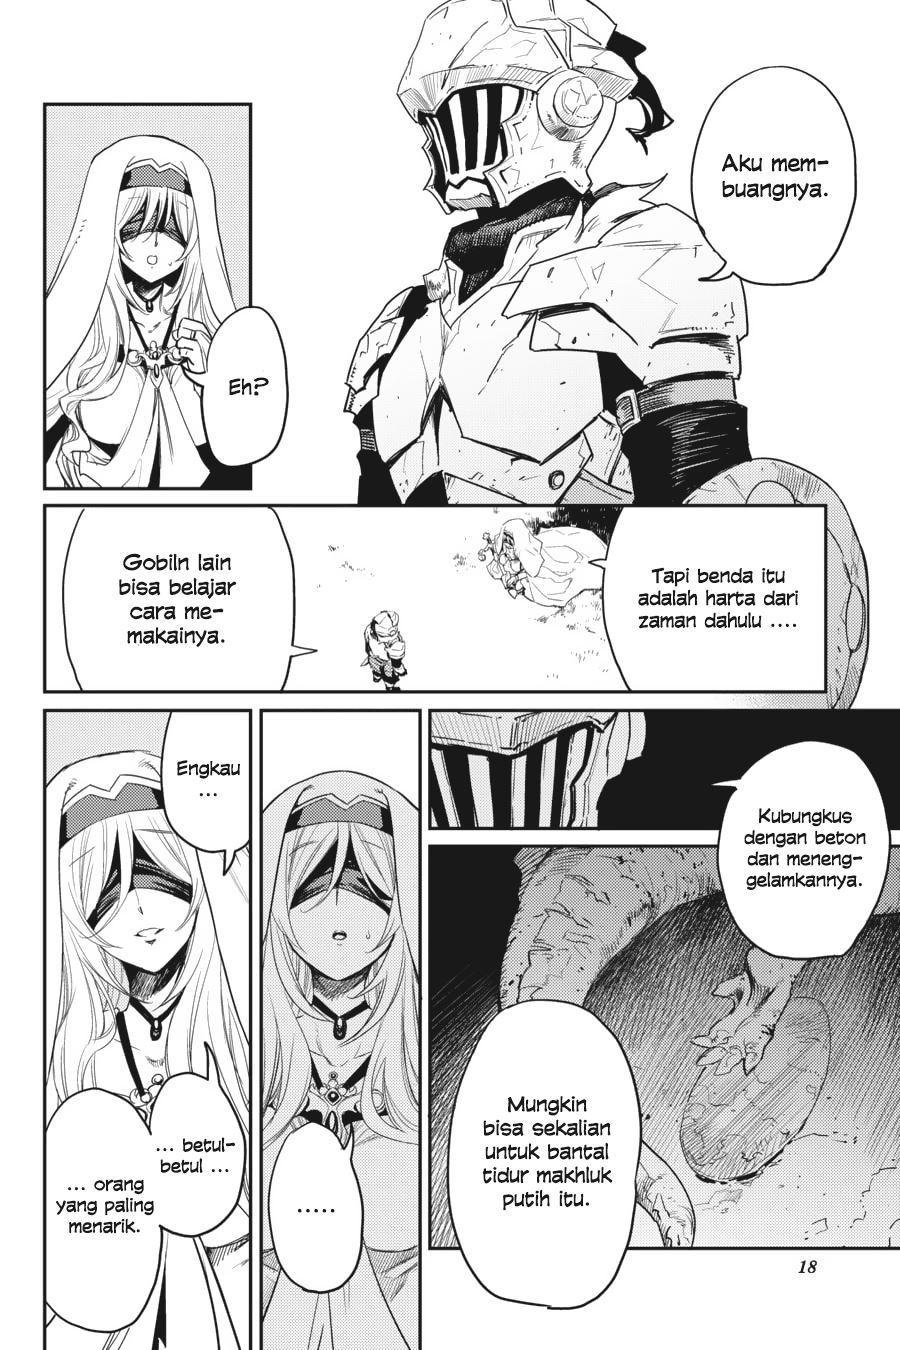 Aku mem-
buangnya.
Eh?
Tapi benda itu
adalah harta dari
zaman dahulu ....
Gobiln lain
bisa belajar
cara me-
makainya.
Kubungkus
dengan beton
dan meneng-
gelamkannya.
Mungkin
bisa sekalian
untuk bantal
tidur makhluk
putih itu.
.....
Engkau
...
... betul-
betul ...
... orang
yang paling
menarik.
18